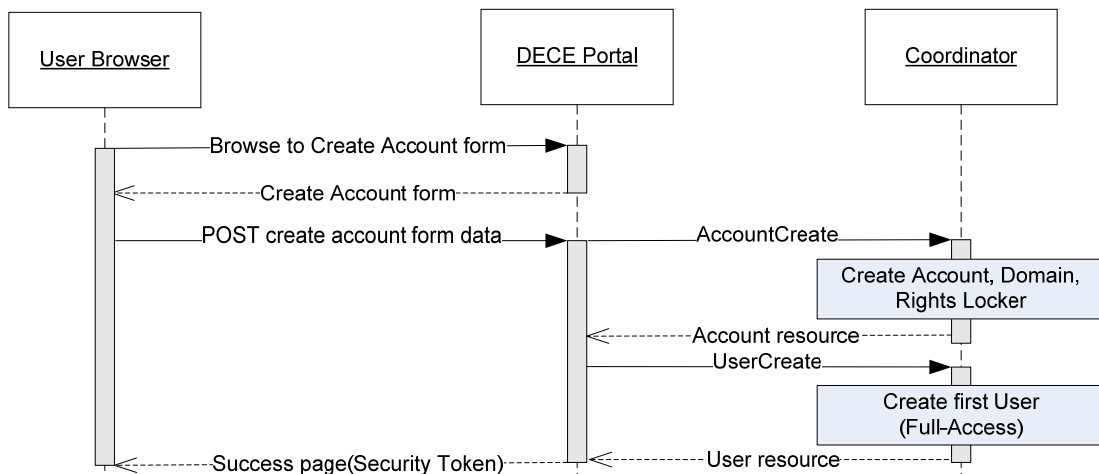 User Browser
DECE Portal
Coordinator
Browse to Create Account form
Create Account form
POST create account form data
AccountCreate
Create Account, Domain,
Rights Locker
Account resource
UserCreate
Create first User
(Full-Access)
Success page(Security Token)
User resource